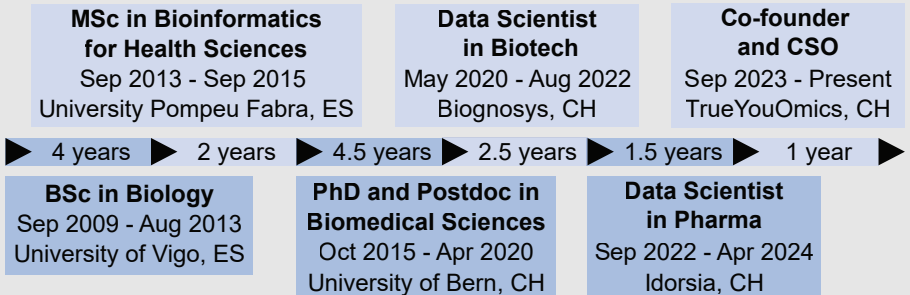 MSc in Bioinformatics
for Health Sciences
Sep 2013 - Sep 2015
University Pompeu Fabra, ES
Data Scientist
in Biotech
May 2020 - Aug 2022
Biognosys, CH
Co-founder
and CSO
Sep 2023 - Present
TrueYouOmics, CH
4 years
2 years
4.5 years
2.5 years
1.5 years
1 year
BSc in Biology
Sep 2009 - Aug 2013
University of Vigo, ES
PhD and Postdoc in
Biomedical Sciences
Oct 2015 - Apr 2020
University of Bern, CH
Data Scientist
in Pharma
Sep 2022 - Apr 2024
Idorsia, CH